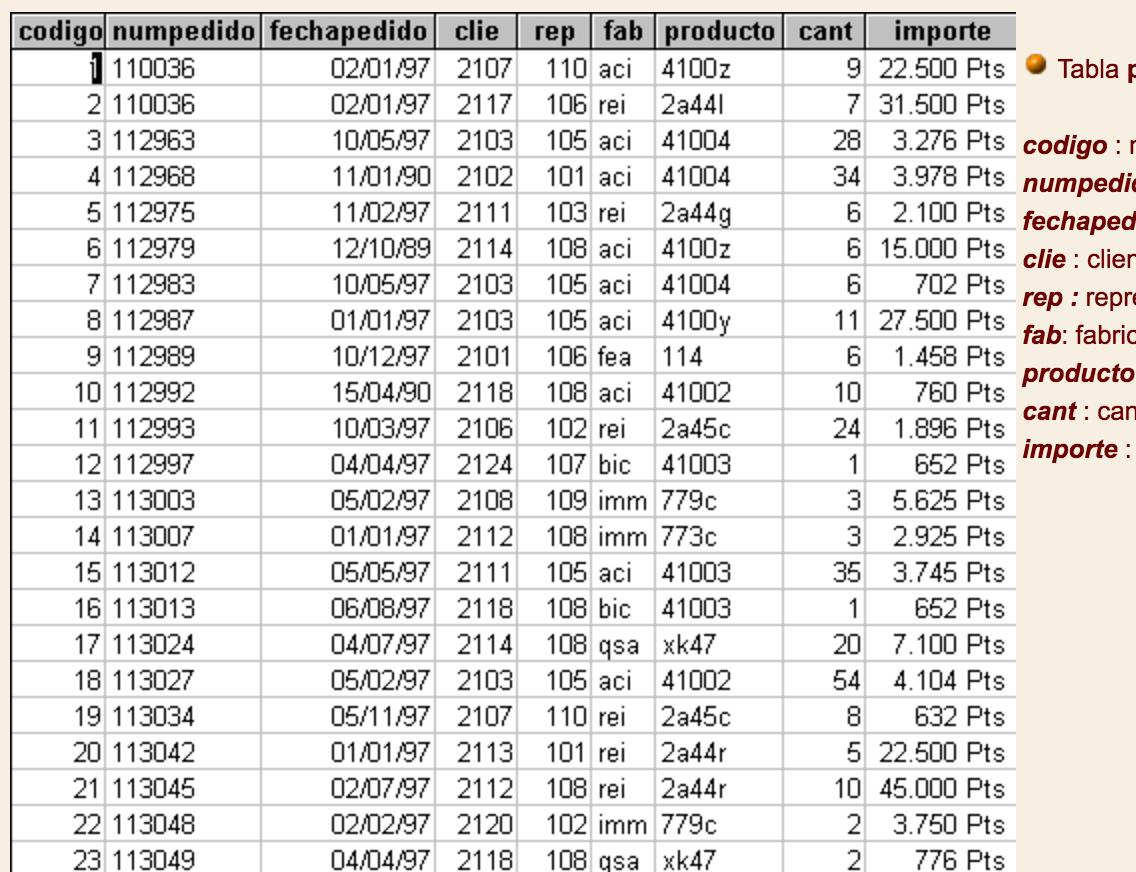 codigo numpedido fechapedido clie rep fab producto cant importe
1 110036 02/01/97 2107 110 aci 4100z 9 22.500 Pts
2 110036 02/01/97 2117 106 rei 2a44l 7 31.500 Pts
3 112963 10/05/97 2103 105 aci 41004 28 3.276 Pts
4 112968 11/01/90 2102 101 aci 41004 34 3.978 Pts
5 112975 11/02/97 2111 103 rei 2a44g 6 2.100 Pts
6 112979 12/10/89 2114 108 aci 4100z 6 15.000 Pts
7 112983 10/05/97 2103 105 aci 41004 6 702 Pts
8 112987 01/01/97 2103 105 aci 4100y 11 27.500 Pts
9 112989 10/12/97 2101 106 fea 114 6 1.458 Pts
10 112992 15/04/90 2118 108 aci 41002 10 760 Pts
11 112993 10/03/97 2106 102 rei 2a45c 24 1.896 Pts
12 112997 04/04/97 2124 107 bic 41003 1 652 Pts
13 113003 05/02/97 2108 109 imm 779c 3 5.625 Pts
14 113007 01/01/97 2112 108 imm 773c 3 2.925 Pts
15 113012 05/05/97 2111 105 aci 41003 35 3.745 Pts
16 113013 06/08/97 2118 108 bic 41003 1 652 Pts
17 113024 04/07/97 2114 108 qsa xk47 20 7.100 Pts
18 113027 05/02/97 2103 105 aci 41002 54 4.104 Pts
19 113034 05/11/97 2107 110 rei 2a45c 8 632 Pts
20 113042 01/01/97 2113 101 rei 2a44r 5 22.500 Pts
21 113045 02/07/97 2112 108 rei 2a44r 10 45.000 Pts
22 113048 02/02/97 2120 102 imm 779c 2 3.750 Pts
23 113049 04/04/97 2118 108 qsa xk47 2 776 Pts
Tabla p
codigo : n
numpedid
fechaped
clie : clien
rep : repre
fab: fabric
producto
cant : can
importe :